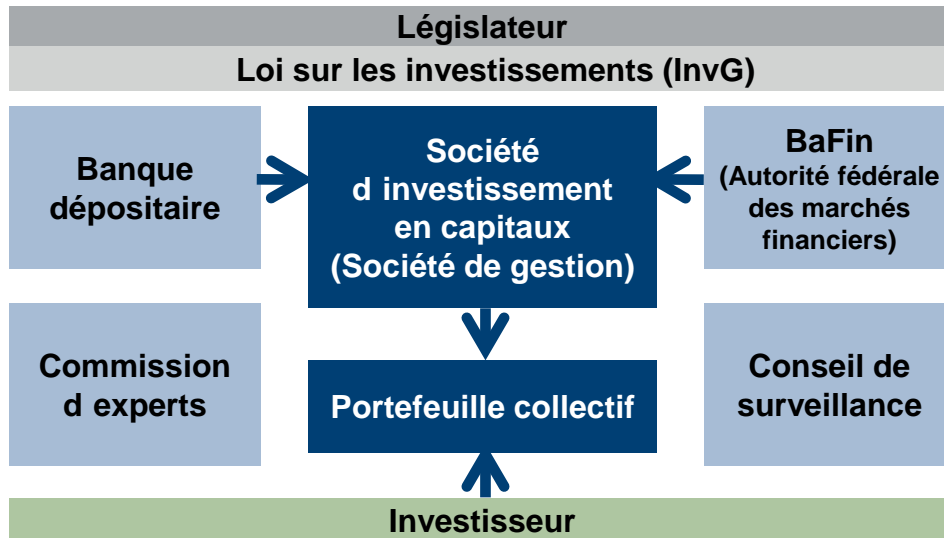 Législateur
Loi sur les investissements (InvG)
Banque
dépositaire
Société
d investissement
en capitaux
(Société de gestion)
BaFin
(Autorité fédérale
des marchés
financiers)
Commission
d experts
Portefeuille collectif
Conseil de
surveillance
Investisseur